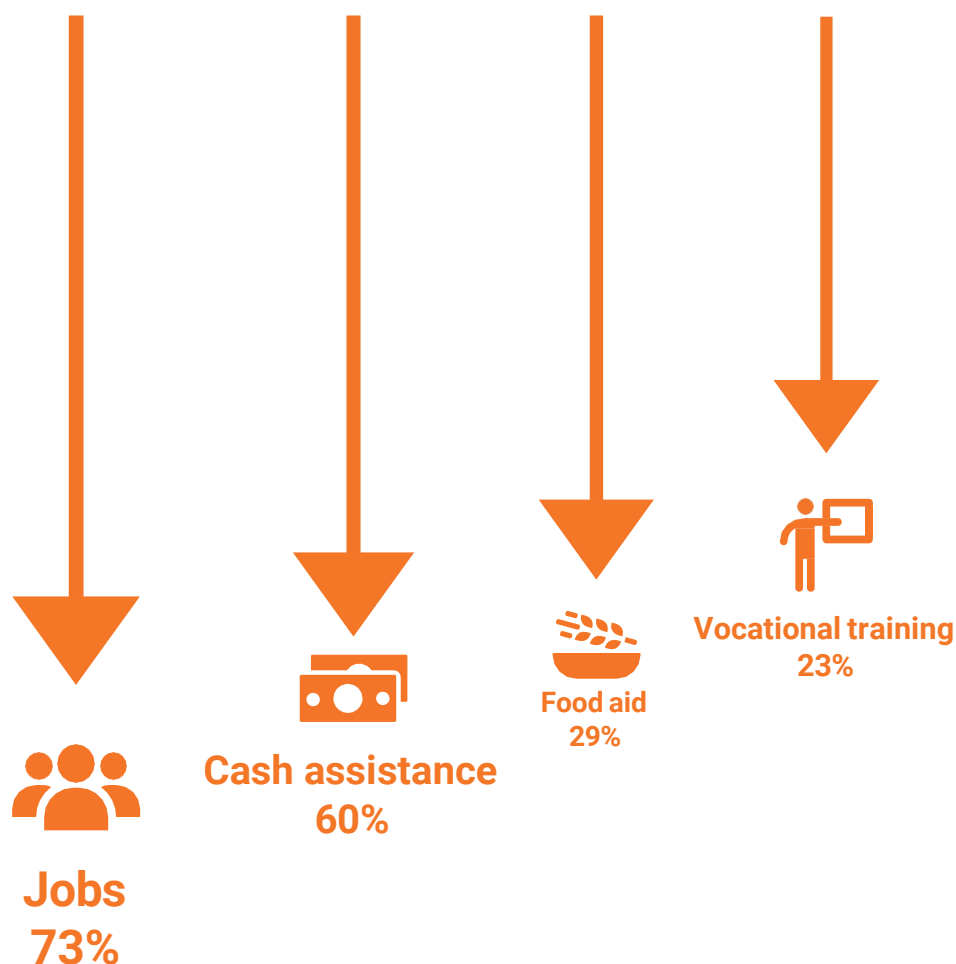 Jobs
73%
Cash assistance
60%
Food aid
29%
Vocational training
23%